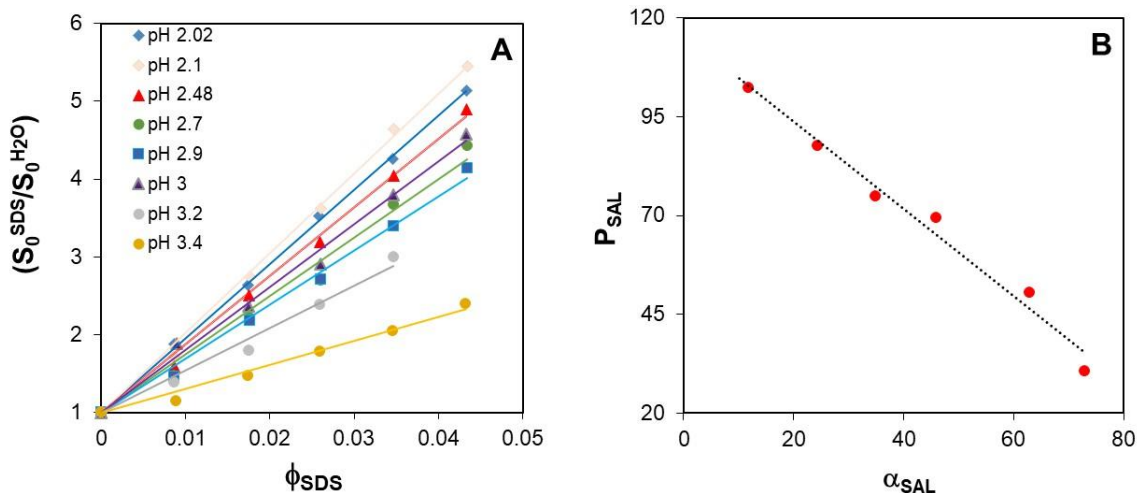 A
(S₀ˢᴰˢ/S₀ᴴ²ᴼ)
6
5
4
3
2
1
pH 2.02
pH 2.1
pH 2.48
pH 2.7
pH 2.9
pH 3
pH 3.2
pH 3.4
0
0.01
0.02
0.03
0.04
0.05
ϕSDS
B
PSAL
120
95
70
45
20
0
20
40
60
80
αSAL